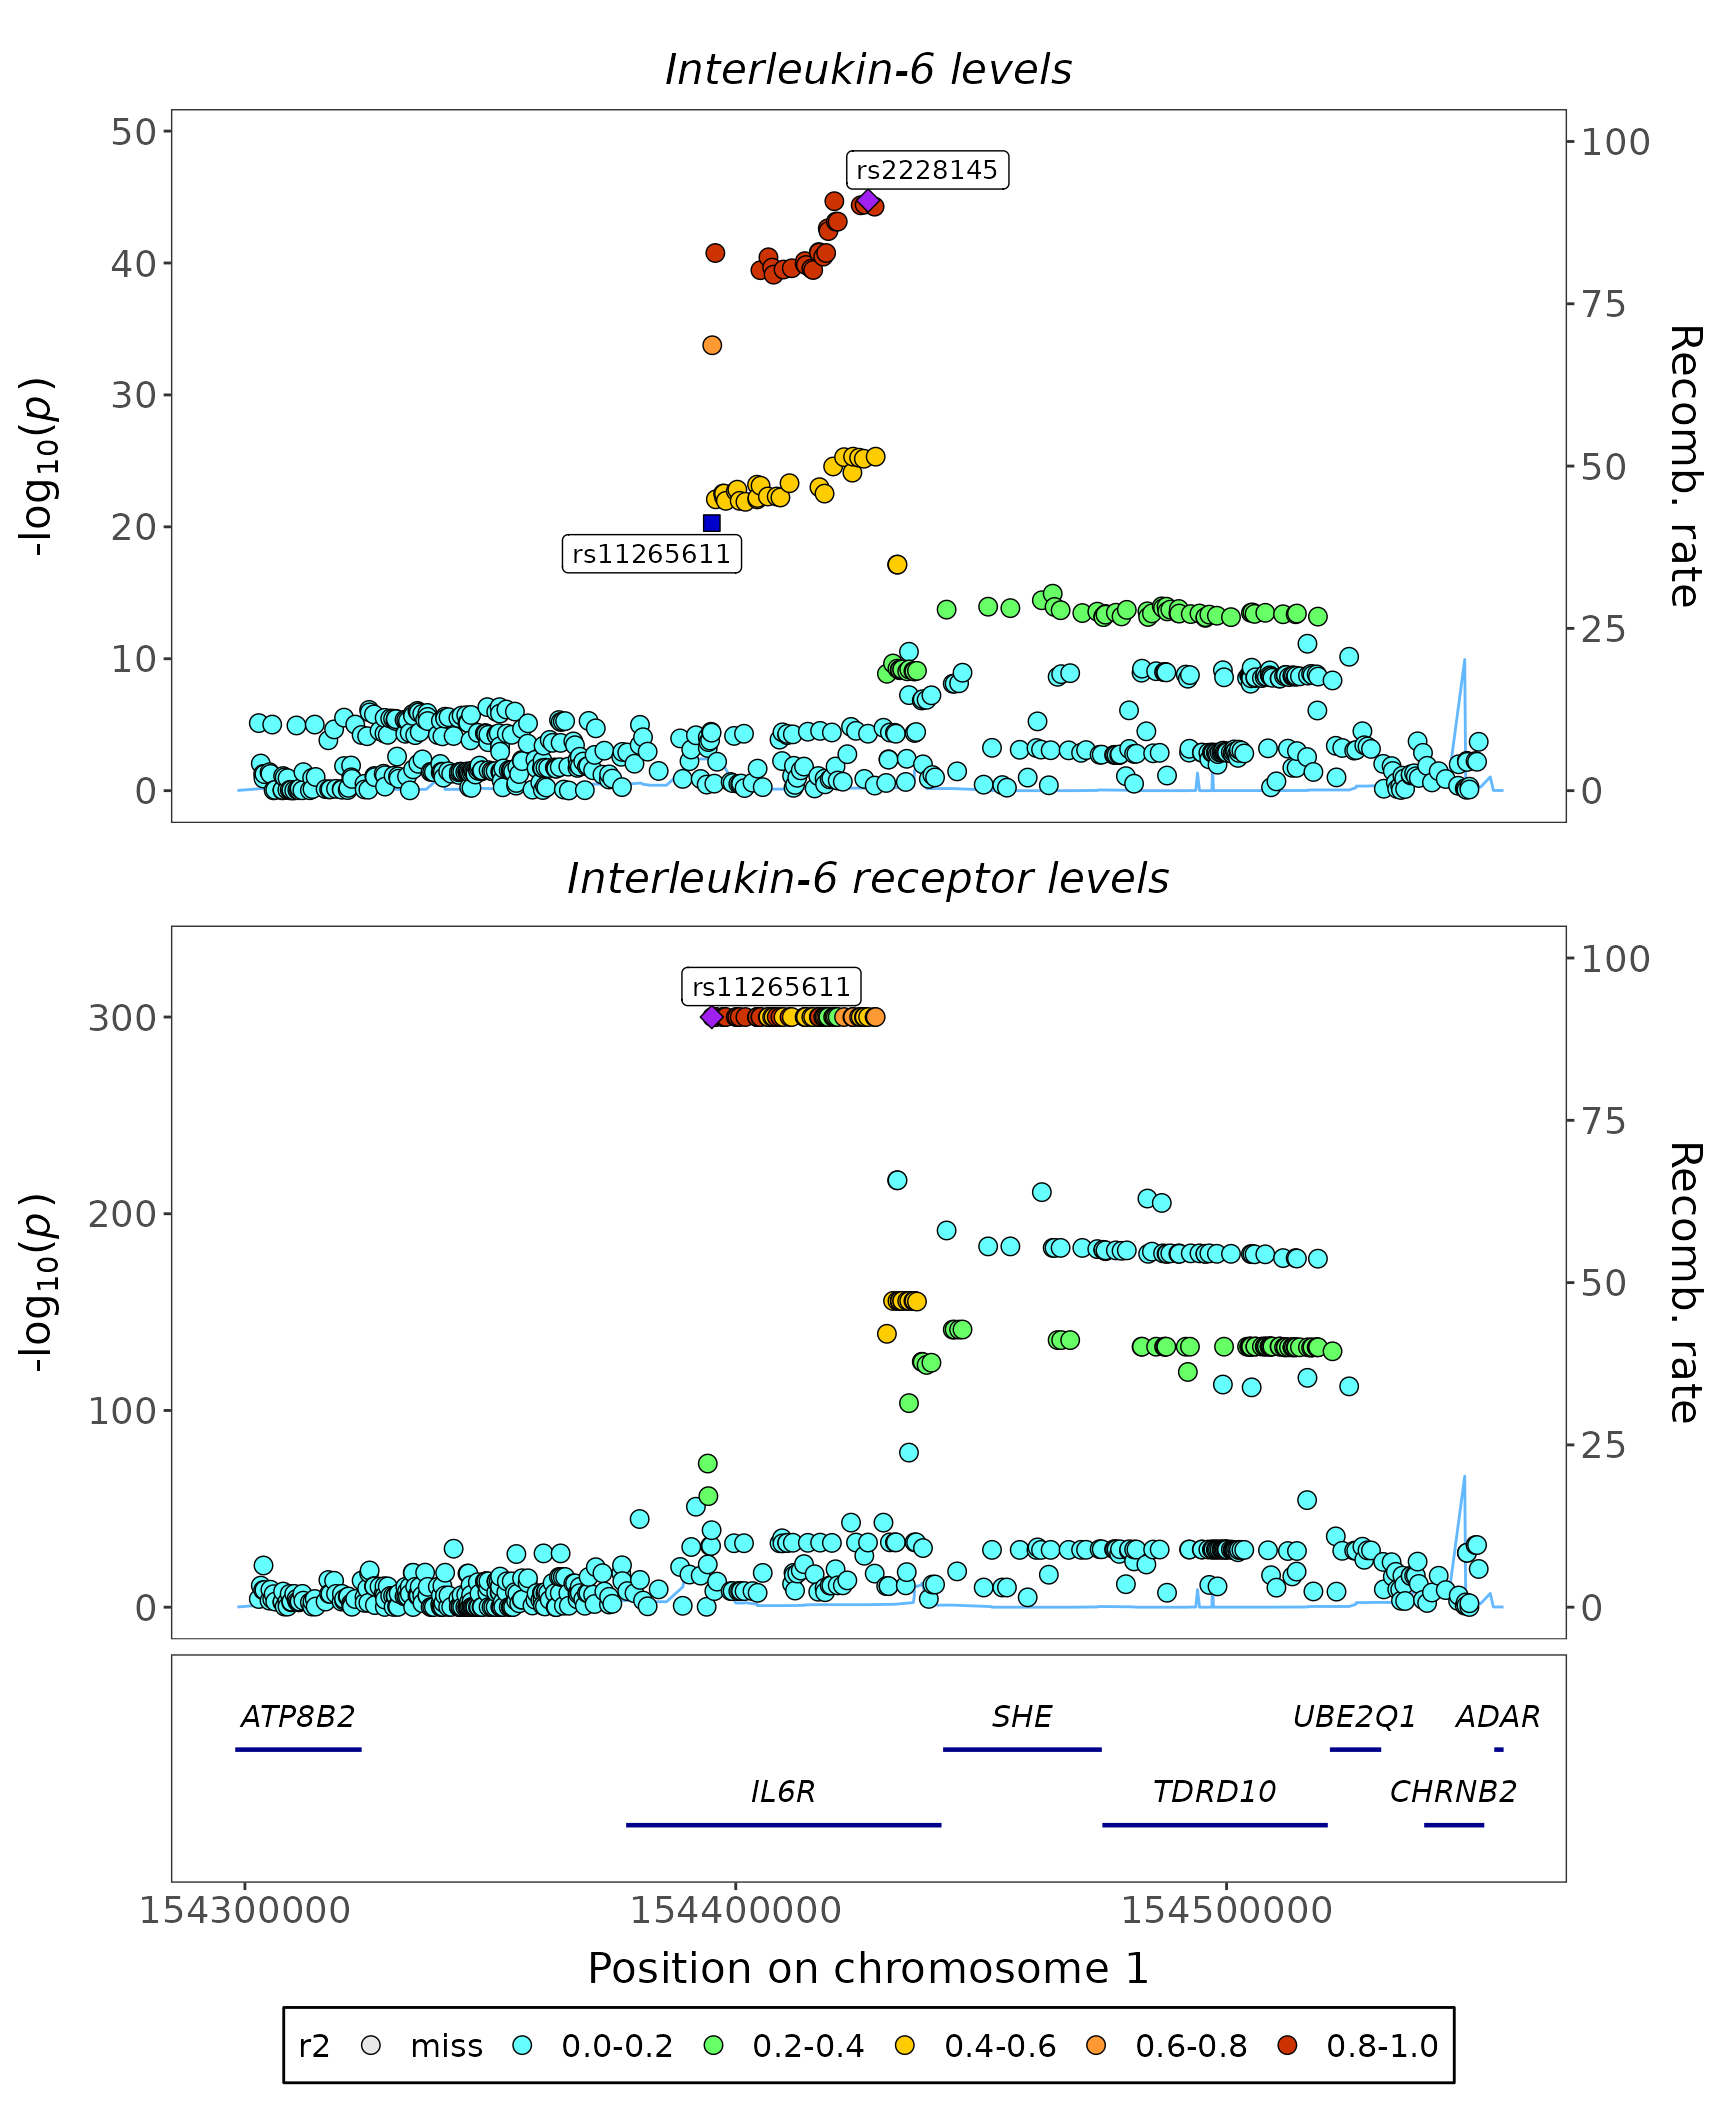 Interleukin-6 levels
50
40
30
20
10
0
-log10(p)
100
75
50
25
0
Recomb. rate
rs2228145
rs11265611
Interleukin-6 receptor levels
300
200
100
0
-log10(p)
100
75
50
25
0
Recomb. rate
rs11265611
ATP8B2 SHE UBE2Q1 ADAR
IL6R TDRD10 CHRNB2
154300000 154400000 154500000
Position on chromosome 1
r2 miss 0.0-0.2 0.2-0.4 0.4-0.6 0.6-0.8 0.8-1.0